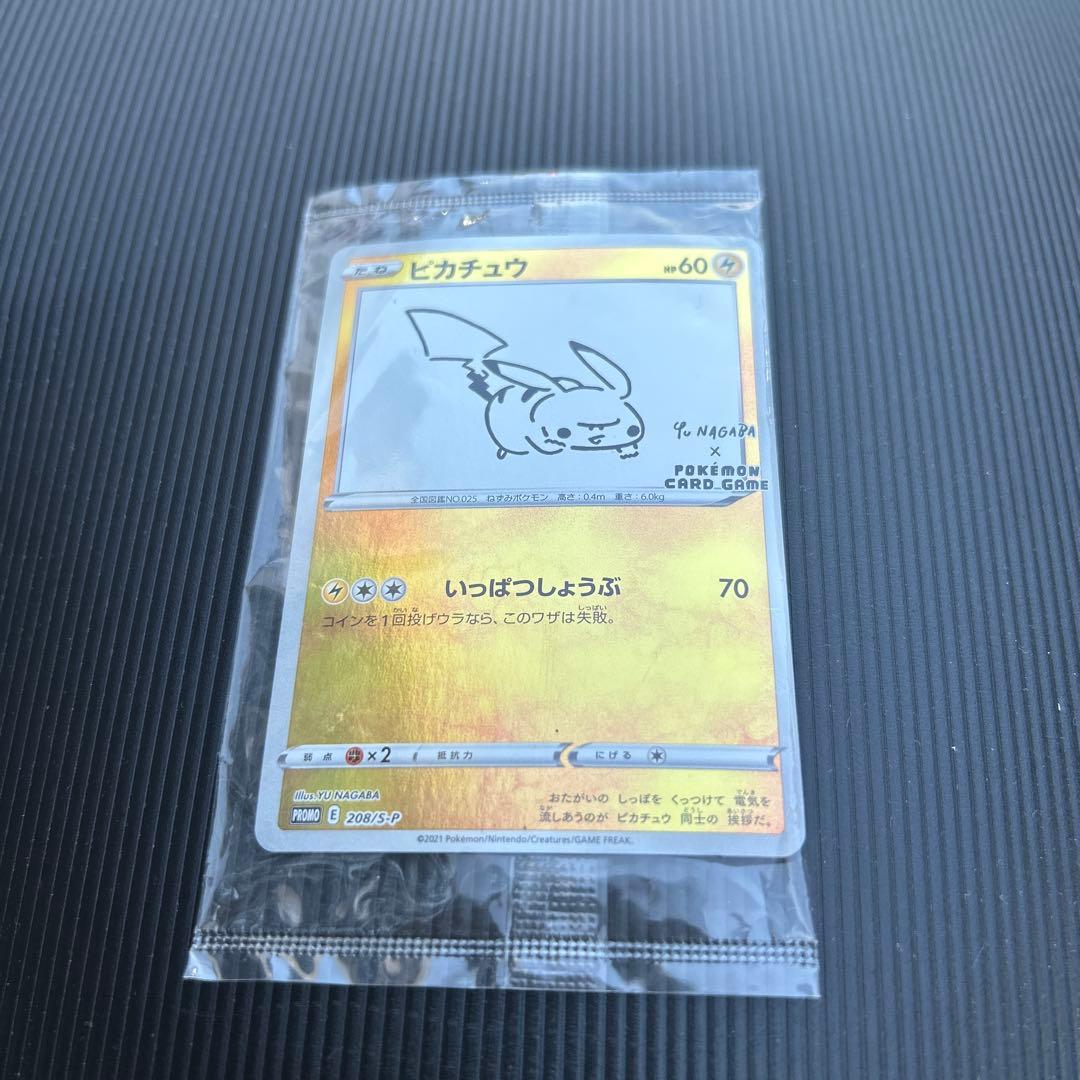 たね ピカチュウ HP60
Yu NAGABA
×
POKÉMON
CARD GAME
全国図鑑NO.025 ねずみポケモン 高さ:0.4m 重さ:6.0kg
いっぱつしょうぶ 70
コインを1回投げウラなら、このワザは失敗。
弱点 ×2 抵抗力 にげる
Illus.YU NAGABA
PROMO E 208/S-P
おたがいの しっぽを くっつけて 電気を
流しあうのが ピカチュウ 同士の 挨拶だ。
©2021 Pokémon/Nintendo/Creatures/GAME FREAK.